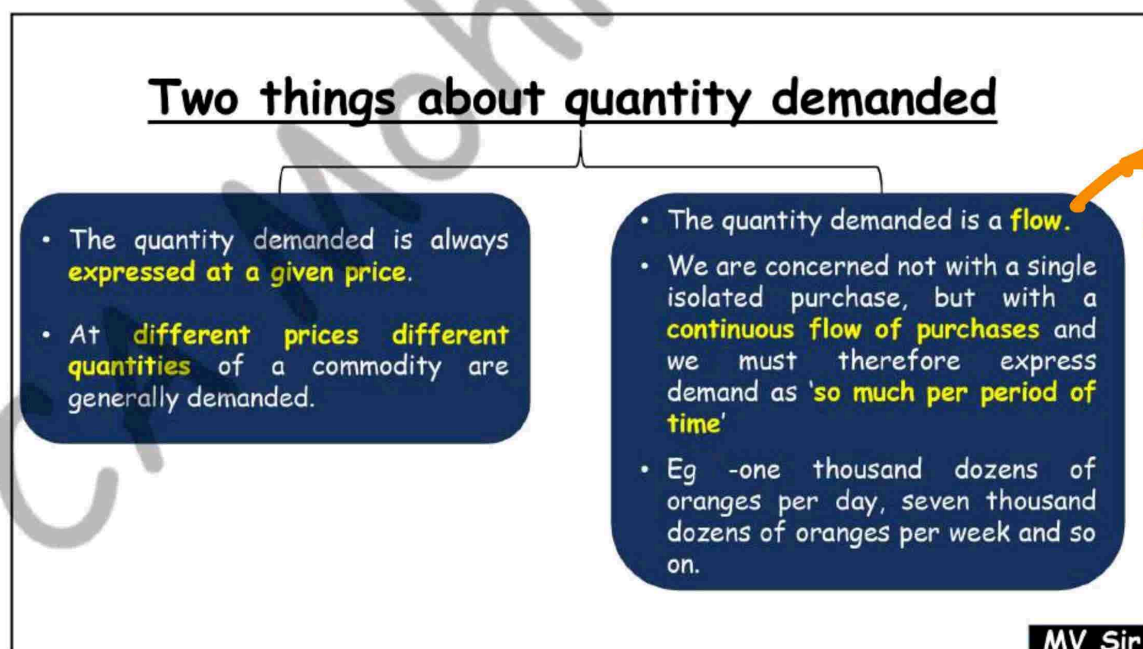 Two things about quantity demanded
• The quantity demanded is always
expressed at a given price.
• At different prices different
quantities of a commodity are
generally demanded.
• The quantity demanded is a flow.
• We are concerned not with a single
isolated purchase, but with a
continuous flow of purchases and
we must therefore express
demand as 'so much per period of
time'
• Eg -one thousand dozens of
oranges per day, seven thousand
dozens of oranges per week and so
on.
CA Moh
MV Sir